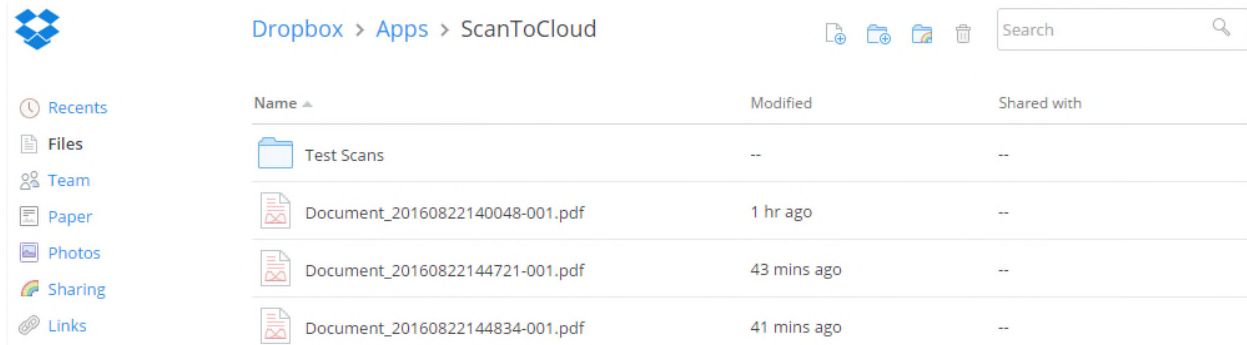 Dropbox > Apps > ScanToCloud
Search
Recents
Files
Team
Paper
Photos
Sharing
Links
Name Modified Shared with
Test Scans -- --
Document_20160822140048-001.pdf 1 hr ago --
Document_20160822144721-001.pdf 43 mins ago --
Document_20160822144834-001.pdf 41 mins ago --